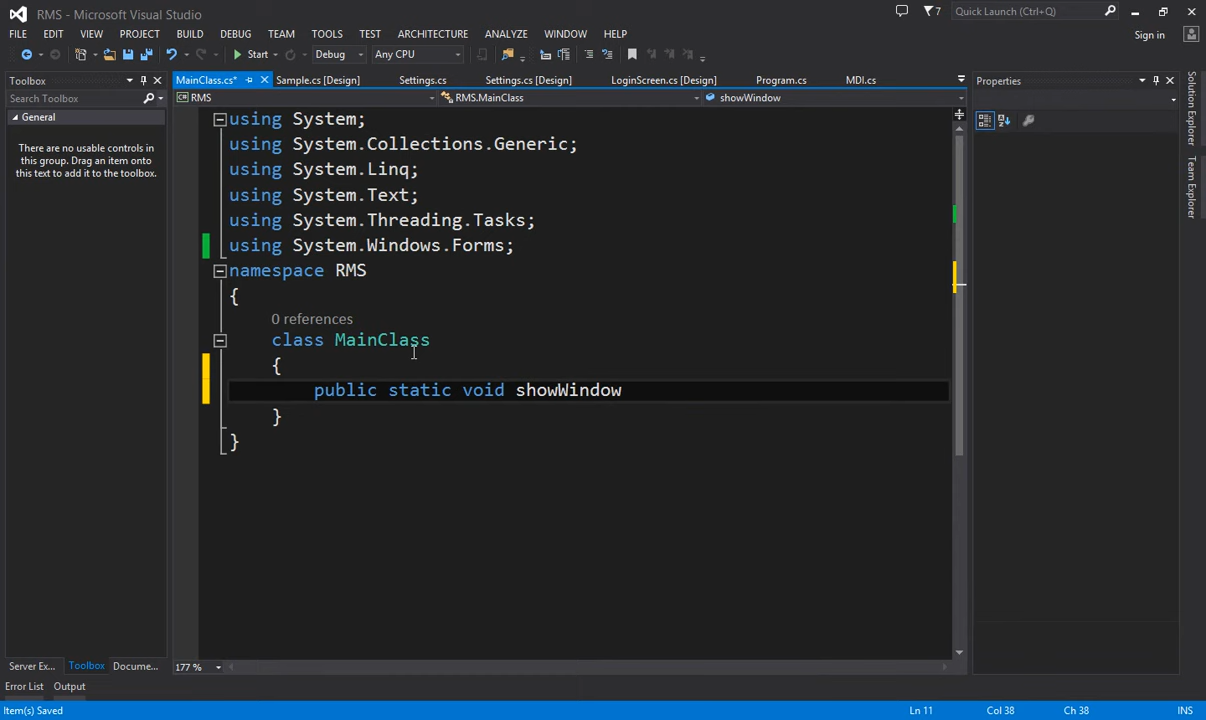 RMS - Microsoft Visual Studio
7
Quick Launch (Ctrl+Q)
FILE EDIT VIEW PROJECT BUILD DEBUG TEAM TOOLS TEST ARCHITECTURE ANALYZE WINDOW HELP
Sign in
Start Debug Any CPU
Toolbox
MainClass.cs* Sample.cs [Design] Settings.cs Settings.cs [Design] LoginScreen.cs [Design] Program.cs MDI.cs
Properties
Search Toolbox
RMS RMS.MainClass showWindow
General
There are no usable controls in
this group. Drag an item onto
this text to add it to the toolbox.
using System;
using System.Collections.Generic;
using System.Linq;
using System.Text;
using System.Threading.Tasks;
using System.Windows.Forms;
namespace RMS
{
0 references
class MainClass
{
public static void showWindow
}
}
Solution Explorer
Team Explorer
Server Ex... Toolbox Docume...
177 %
Error List Output
Item(s) Saved
Ln 11 Col 38 Ch 38 INS